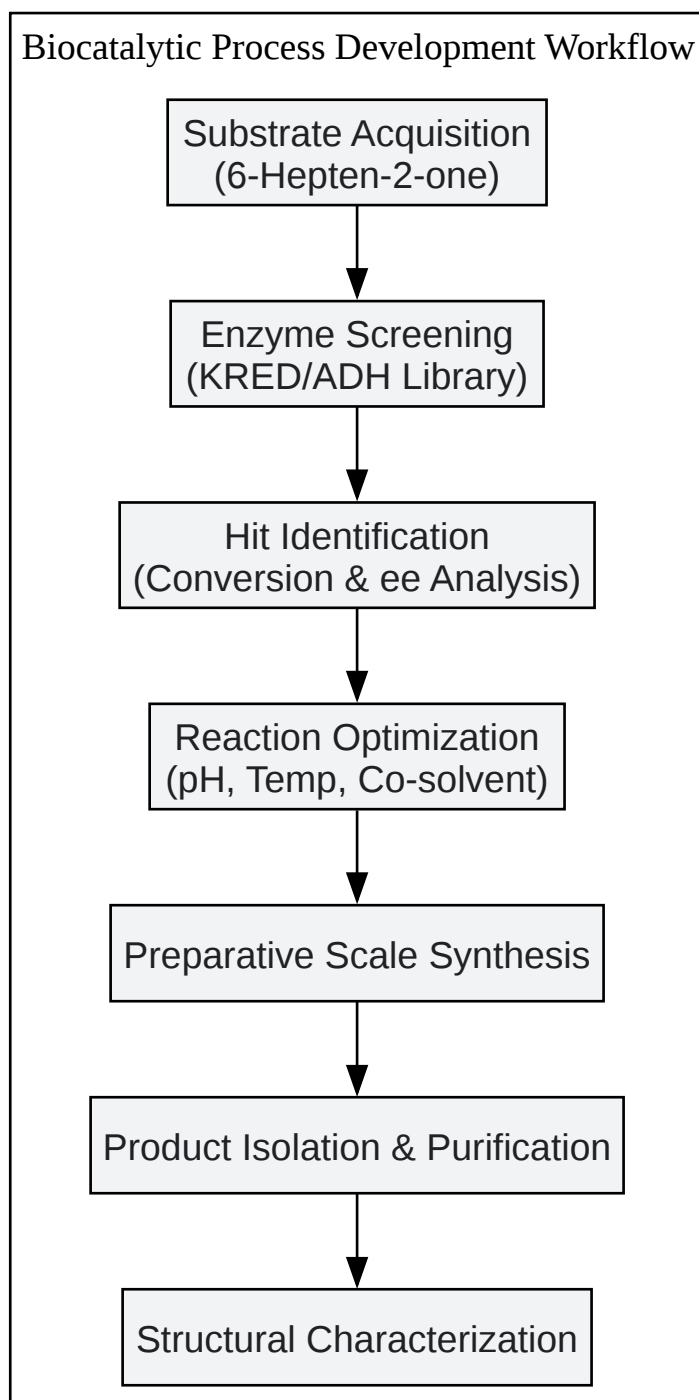 Biocatalytic Process Development Workflow
Substrate Acquisition
(6-Hepten-2-one)
Enzyme Screening
(KRED/ADH Library)
Hit Identification
(Conversion & ee Analysis)
Reaction Optimization
(pH, Temp, Co-solvent)
Preparative Scale Synthesis
Product Isolation & Purification
Structural Characterization